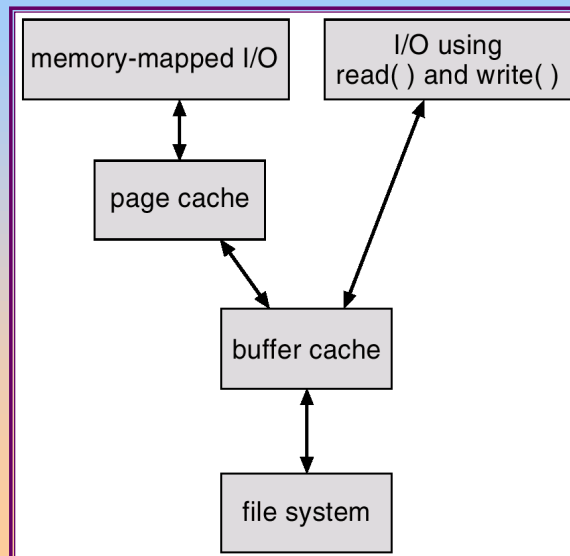 memory-mapped I/O
I/O using
read( ) and write( )
page cache
buffer cache
file system